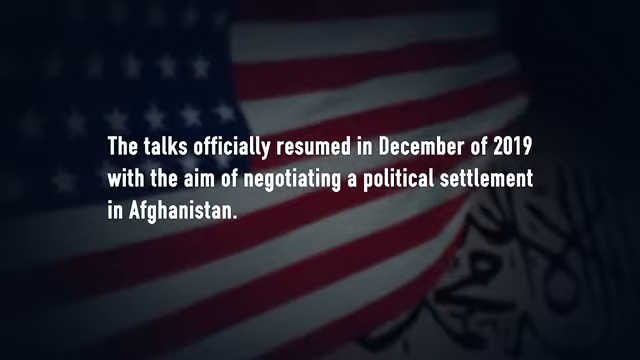 The talks officially resumed in December of 2019
with the aim of negotiating a political settlement
in Afghanistan.